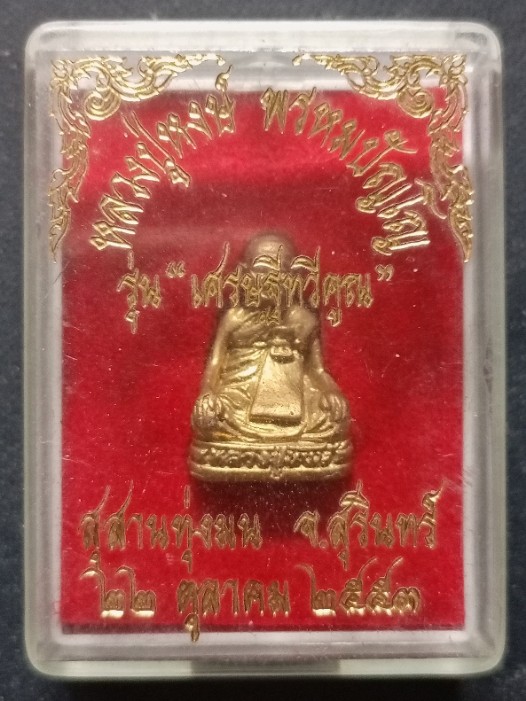 หลวงปู่หงษ์ พรหมปัญโญ
รุ่น "เศรษฐีทวีคูณ"
หลวงปู่หงษ์
สุสานทุ่งมน จ.สุรินทร์
๒๒ ตุลาคม ๒๕๕๓